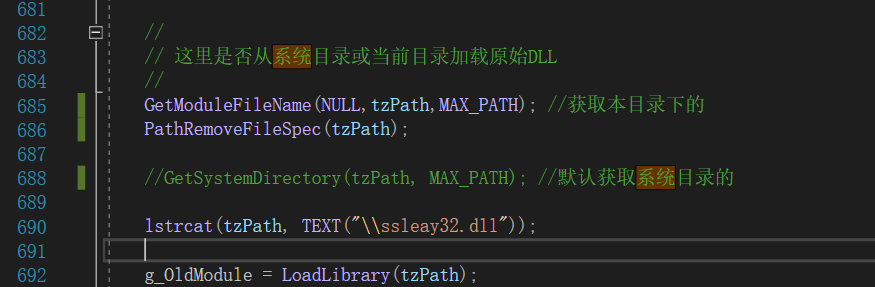 681
682 //
683 // 这里是否从系统目录或当前目录加载原始DLL
684 //
685 GetModuleFileName(NULL,tzPath,MAX_PATH); //获取本目录下的
686 PathRemoveFileSpec(tzPath);
687
688 //GetSystemDirectory(tzPath, MAX_PATH); //默认获取系统目录的
689
690 lstrcat(tzPath, TEXT("\\ssleay32.dll"));
691
692 g_OldModule = LoadLibrary(tzPath);